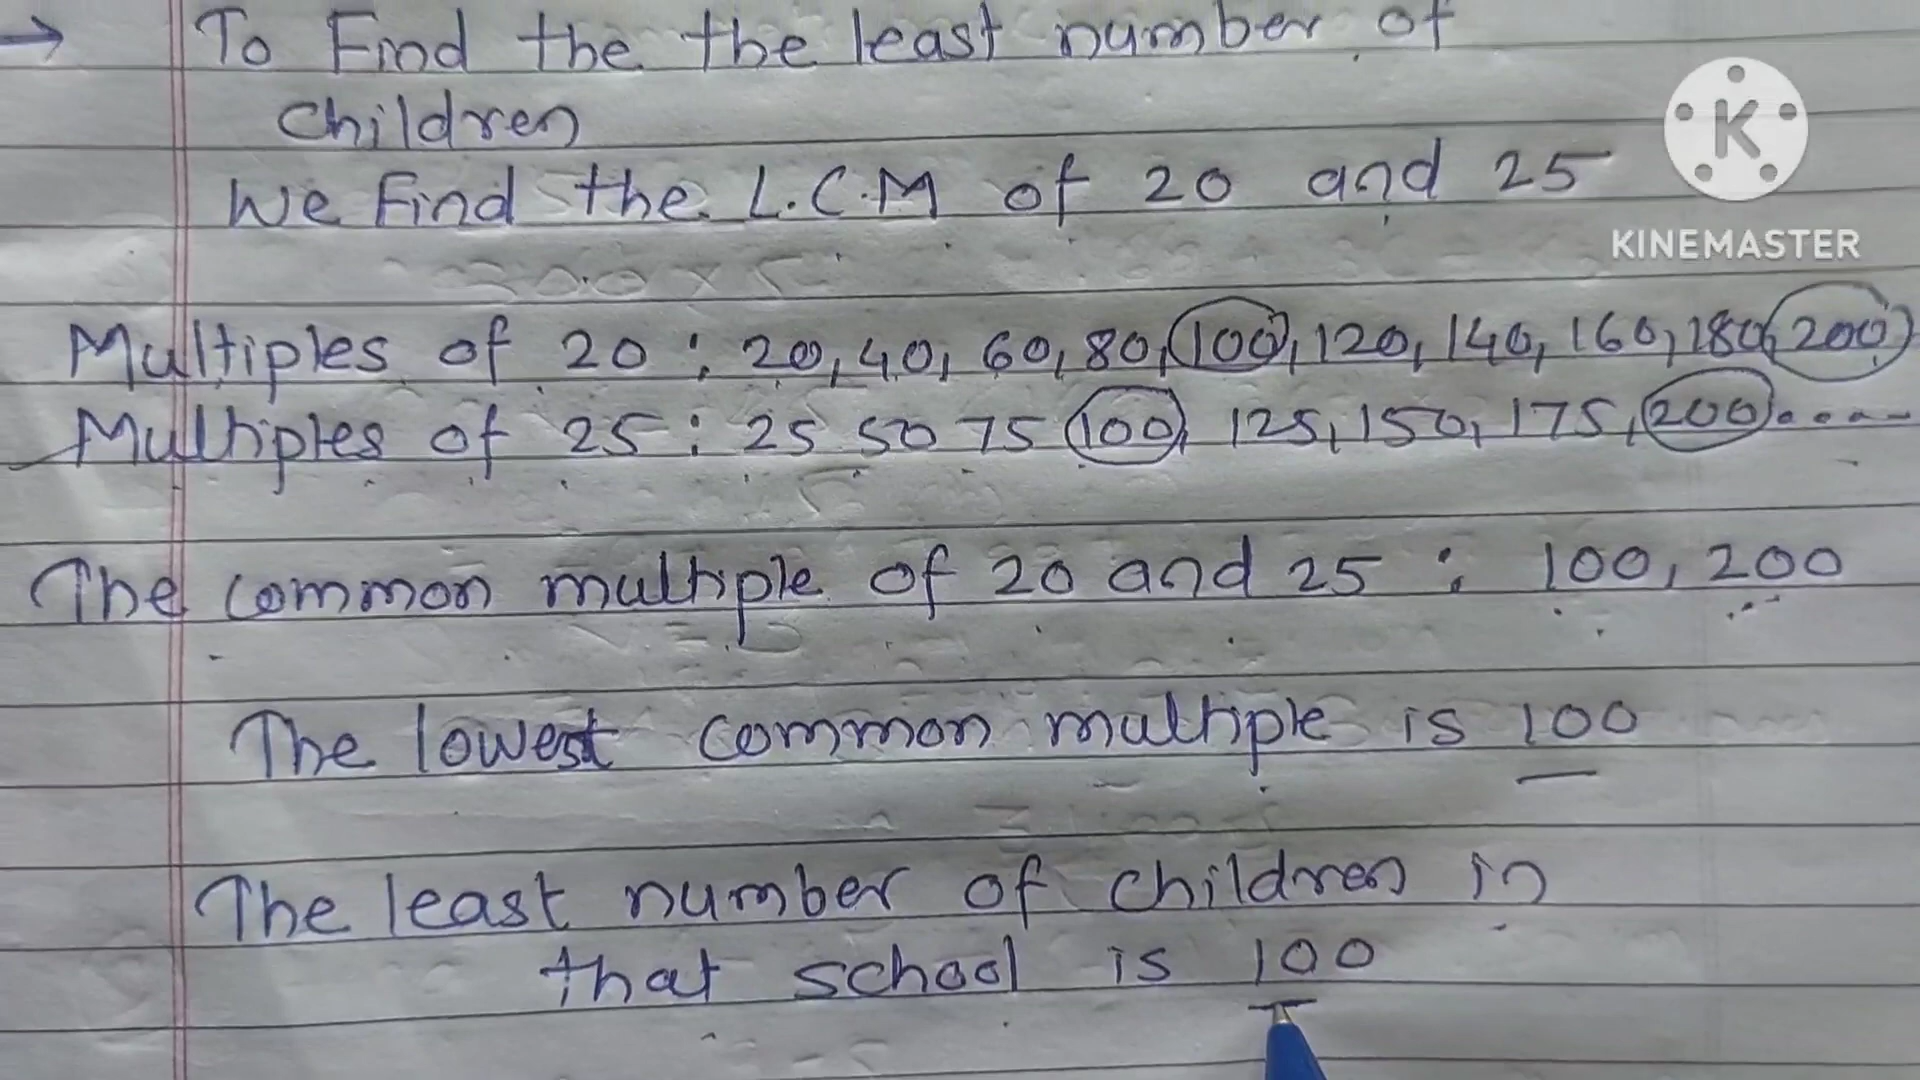 → To Find the the least number of
children
We Find the L.C.M of 20 and 25
K
KINEMASTER
Multiples of 20 : 20, 40, 60, 80, 100, 120, 140, 160, 180, 200
Multiples of 25 : 25 50 75 100, 125, 150, 175, 200.....
The common multiple of 20 and 25 : 100, 200
The lowest common multiple is 100
The least number of children in
that school is 100